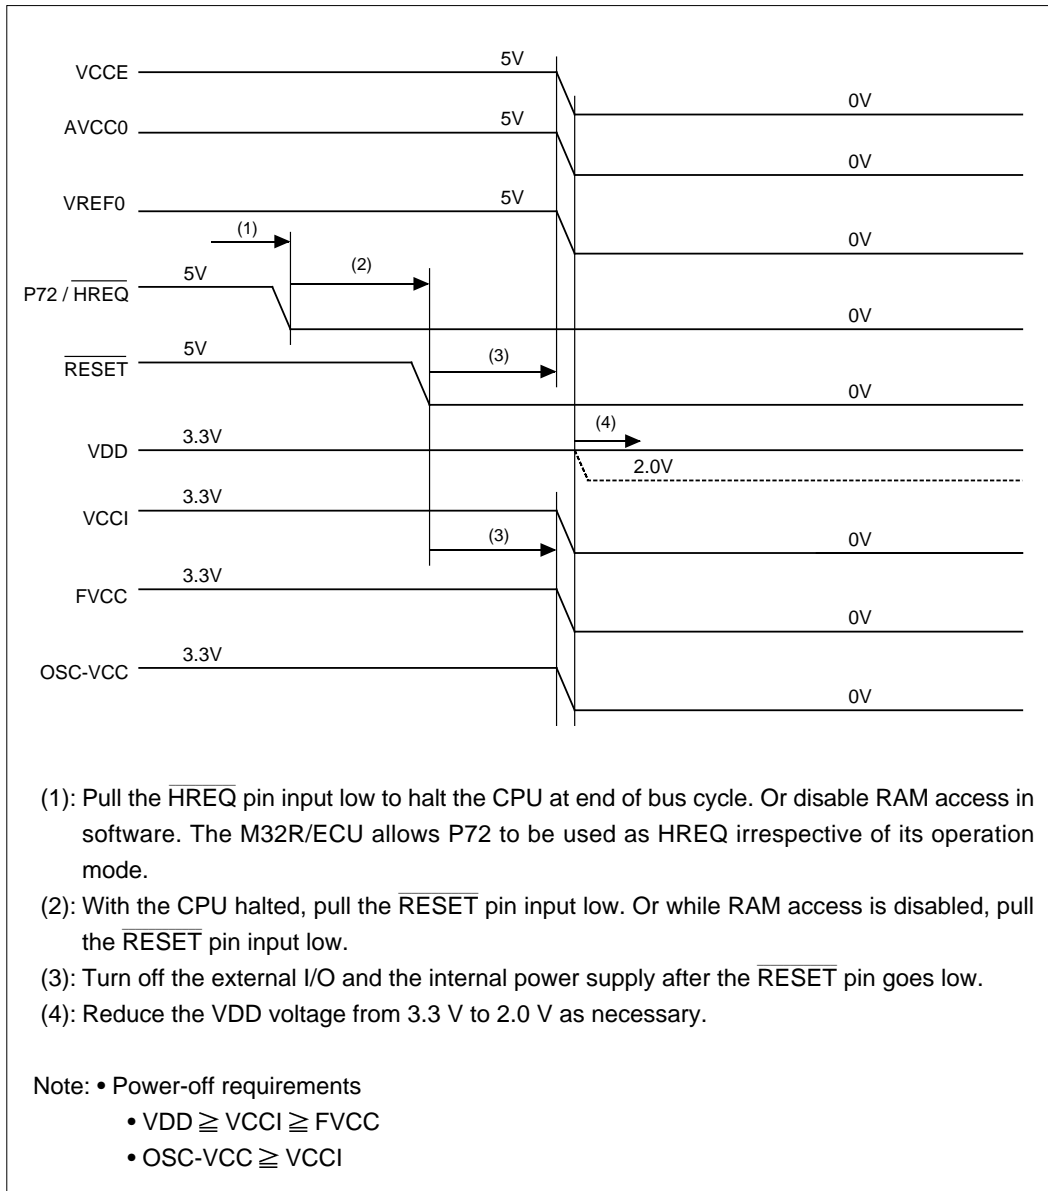 5V
VCCE
0V
5V
AVCC0
0V
5V
VREF0
(1)
0V
(2)
5V
P72 / HREQ
0V
5V
(3)
RESET
0V
(4)
3.3V
VDD
2.0V
3.3V
VCCI
(3)
0V
3.3V
FVCC
0V
3.3V
OSC-VCC
0V
(1): Pull the HREQ pin input low to halt the CPU at end of bus cycle. Or disable RAM access in
software. The M32R/ECU allows P72 to be used as HREQ irrespective of its operation
mode.
(2): With the CPU halted, pull the RESET pin input low. Or while RAM access is disabled, pull
the RESET pin input low.
(3): Turn off the external I/O and the internal power supply after the RESET pin goes low.
(4): Reduce the VDD voltage from 3.3 V to 2.0 V as necessary.
Note: • Power-off requirements
• VDD ≧ VCCI ≧ FVCC
• OSC-VCC ≧ VCCI